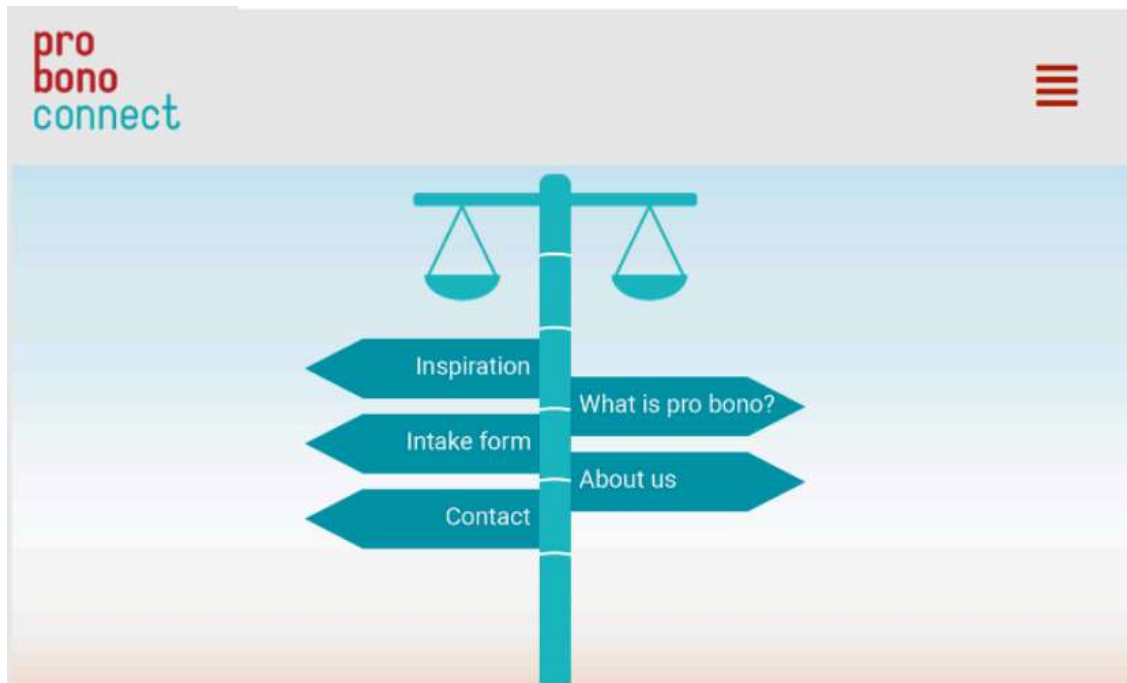 pro
bono
connect
Inspiration
What is pro bono?
Intake form
About us
Contact